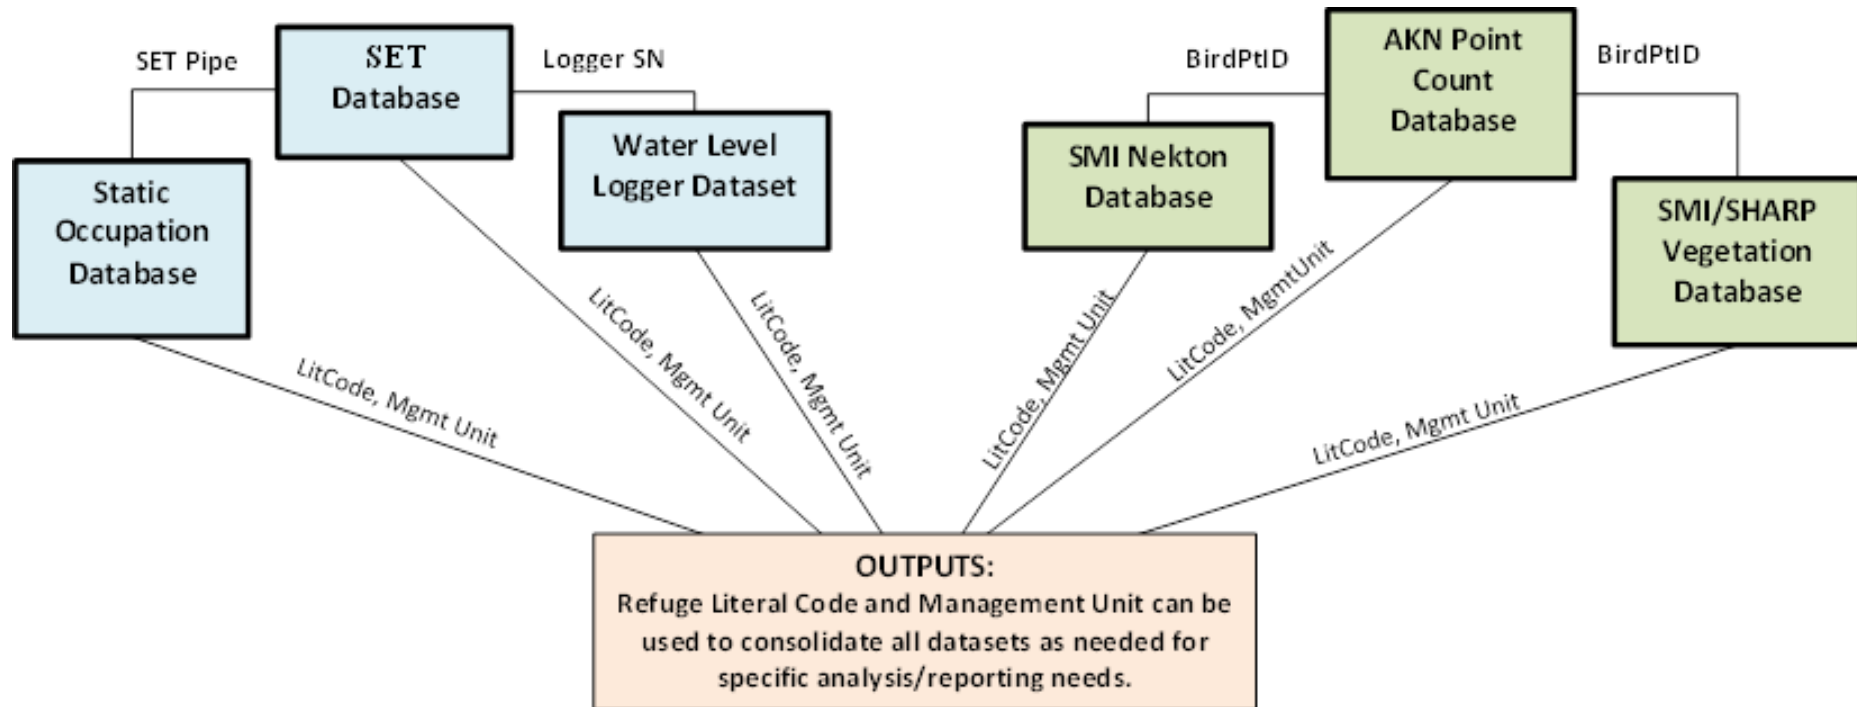 SET Pipe
SET
Database
Logger SN
BirdPtID
AKN Point
Count
Database
BirdPtID
Static
Occupation
Database
Water Level
Logger Dataset
SMI Nekton
Database
SMI/SHARP
Vegetation
Database
LitCode, Mgmt Unit
LitCode, Mgmt Unit
LitCode, Mgmt Unit
LitCode, Mgmt Unit
LitCode, MgmtUnit
LitCode, Mgmt Unit
OUTPUTS:
Refuge Literal Code and Management Unit can be
used to consolidate all datasets as needed for
specific analysis/reporting needs.